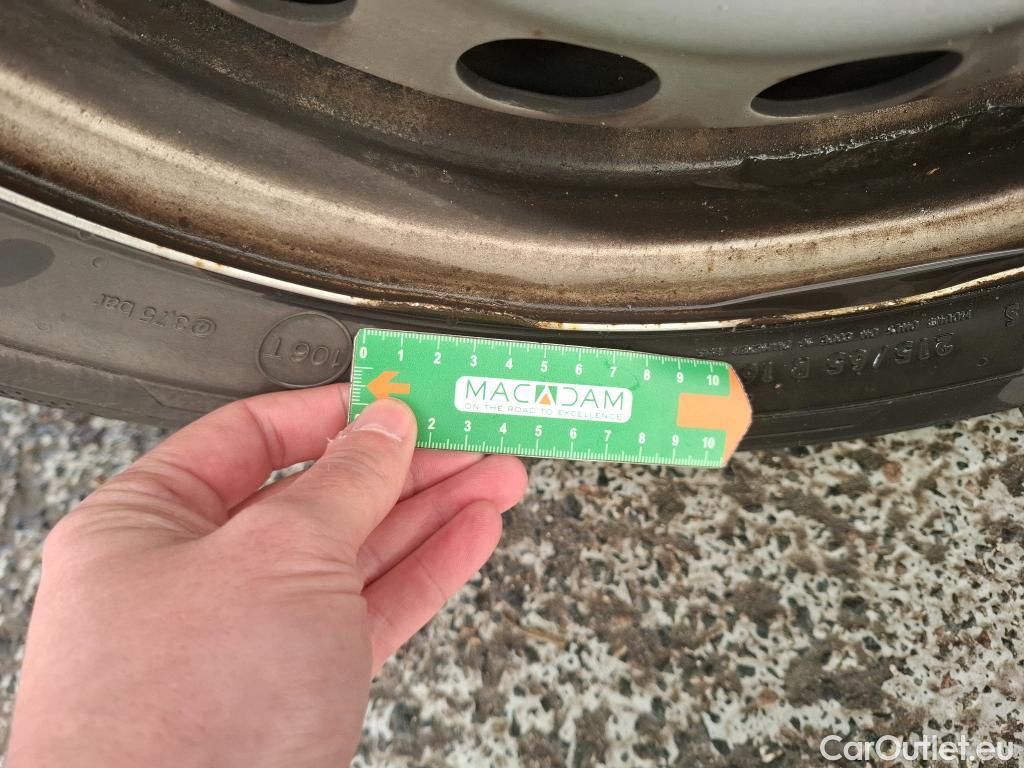 @3,75 bar
106T
215/65 R 16
0 1 2 3 4 5 6 7 8 9 10
MACADAM
ON THE ROAD TO EXCELLENCE
2 3 4 5 6 7 8 9 10
CarOutlet.eu